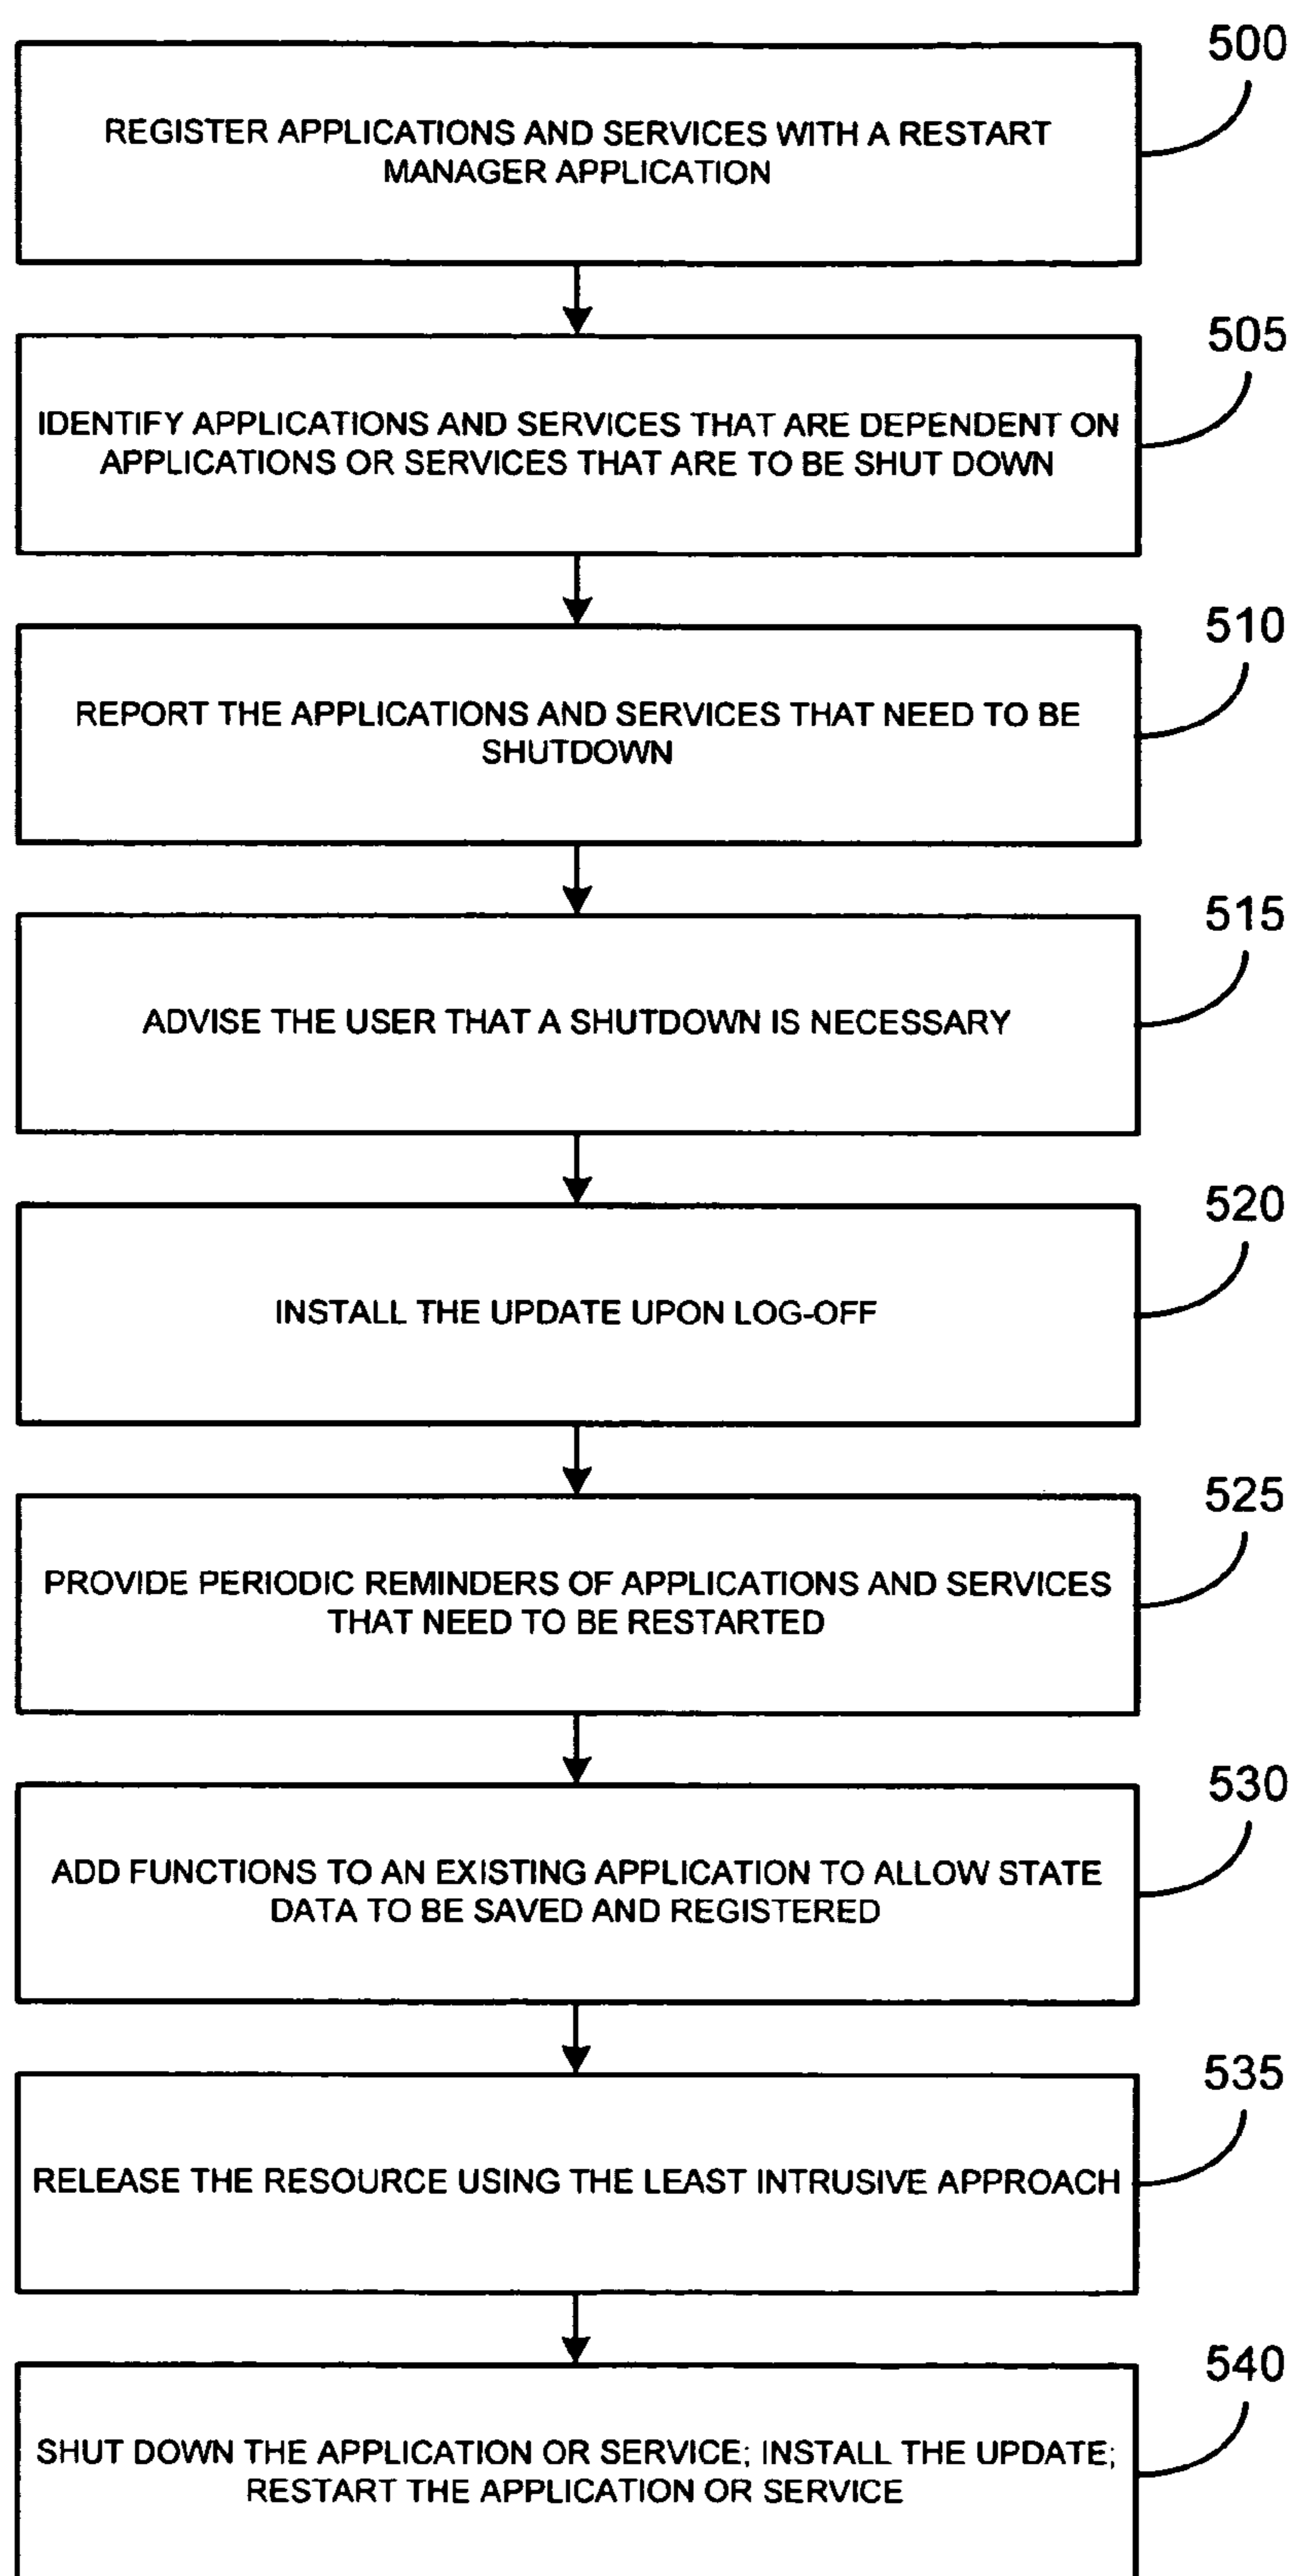 500
REGISTER APPLICATIONS AND SERVICES WITH A RESTART
MANAGER APPLICATION
505
IDENTIFY APPLICATIONS AND SERVICES THAT ARE DEPENDENT ON
APPLICATIONS OR SERVICES THAT ARE TO BE SHUT DOWN
510
REPORT THE APPLICATIONS AND SERVICES THAT NEED TO BE
SHUTDOWN
515
ADVISE THE USER THAT A SHUTDOWN IS NECESSARY
520
INSTALL THE UPDATE UPON LOG-OFF
525
PROVIDE PERIODIC REMINDERS OF APPLICATIONS AND SERVICES
THAT NEED TO BE RESTARTED
530
ADD FUNCTIONS TO AN EXISTING APPLICATION TO ALLOW STATE
DATA TO BE SAVED AND REGISTERED
535
RELEASE THE RESOURCE USING THE LEAST INTRUSIVE APPROACH
540
SHUT DOWN THE APPLICATION OR SERVICE; INSTALL THE UPDATE;
RESTART THE APPLICATION OR SERVICE